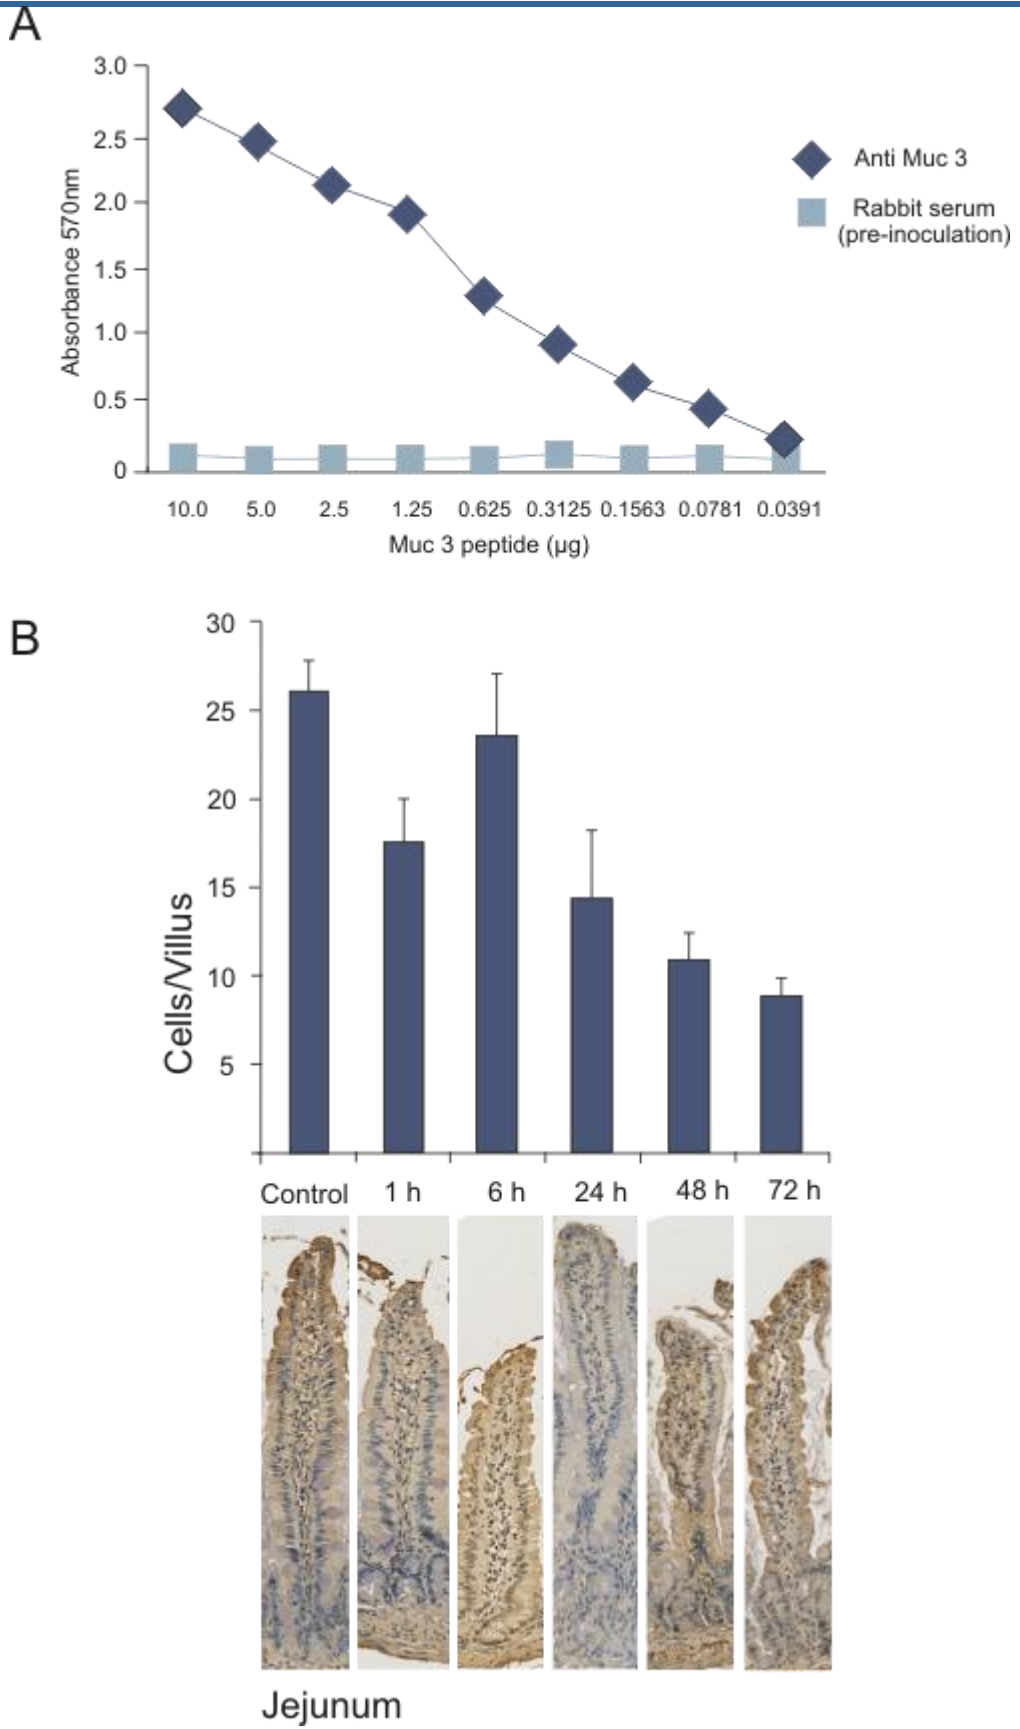 A
3.0
2.5
2.0
1.5
1.0
0.5
0
Absorbance 570nm
Anti Muc 3
Rabbit serum
(pre-inoculation)
10.0 5.0 2.5 1.25 0.625 0.3125 0.1563 0.0781 0.0391
Muc 3 peptide (µg)
B
30
25
20
15
10
5
Cells/Villus
Control 1 h 6 h 24 h 48 h 72 h
Jejunum